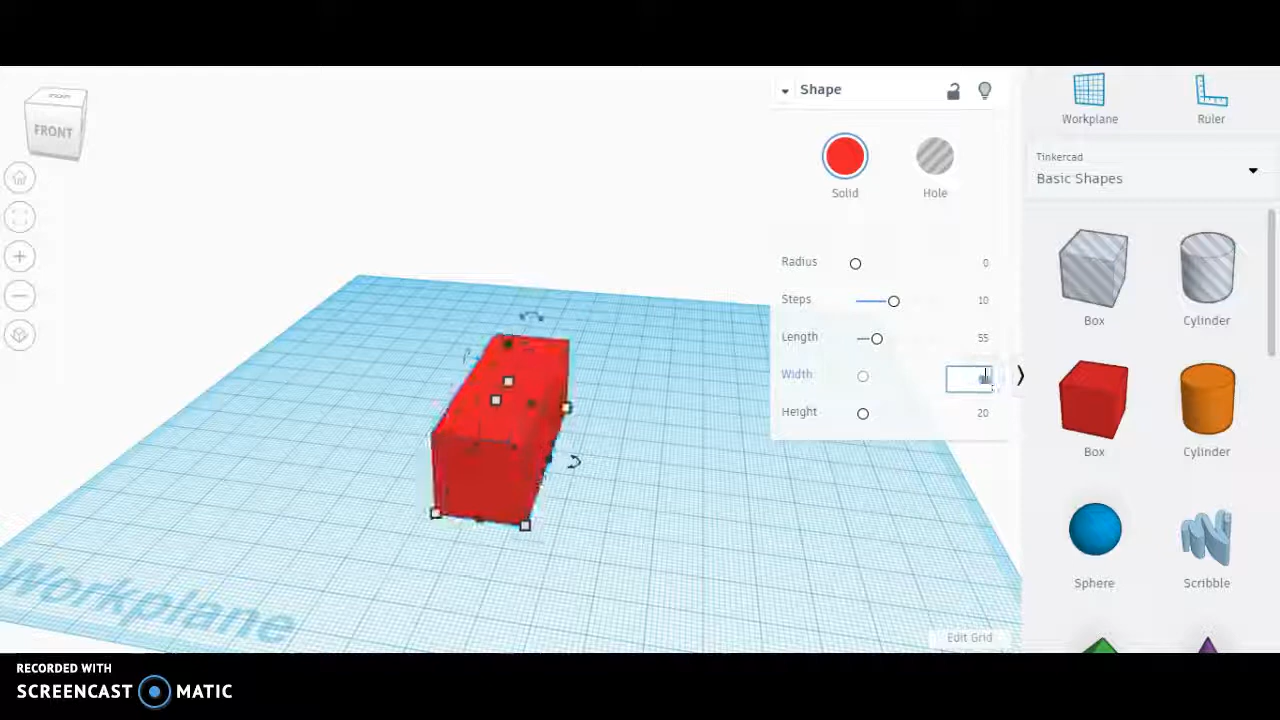 TOP
FRONT
Shape
Solid
Hole
Radius 0
Steps 10
Length 55
Width
Height 20
Workplane
Ruler
Tinkercad
Basic Shapes
Box
Cylinder
Box
Cylinder
Sphere
Scribble
Workplane
Edit Grid
RECORDED WITH
SCREENCAST MATIC